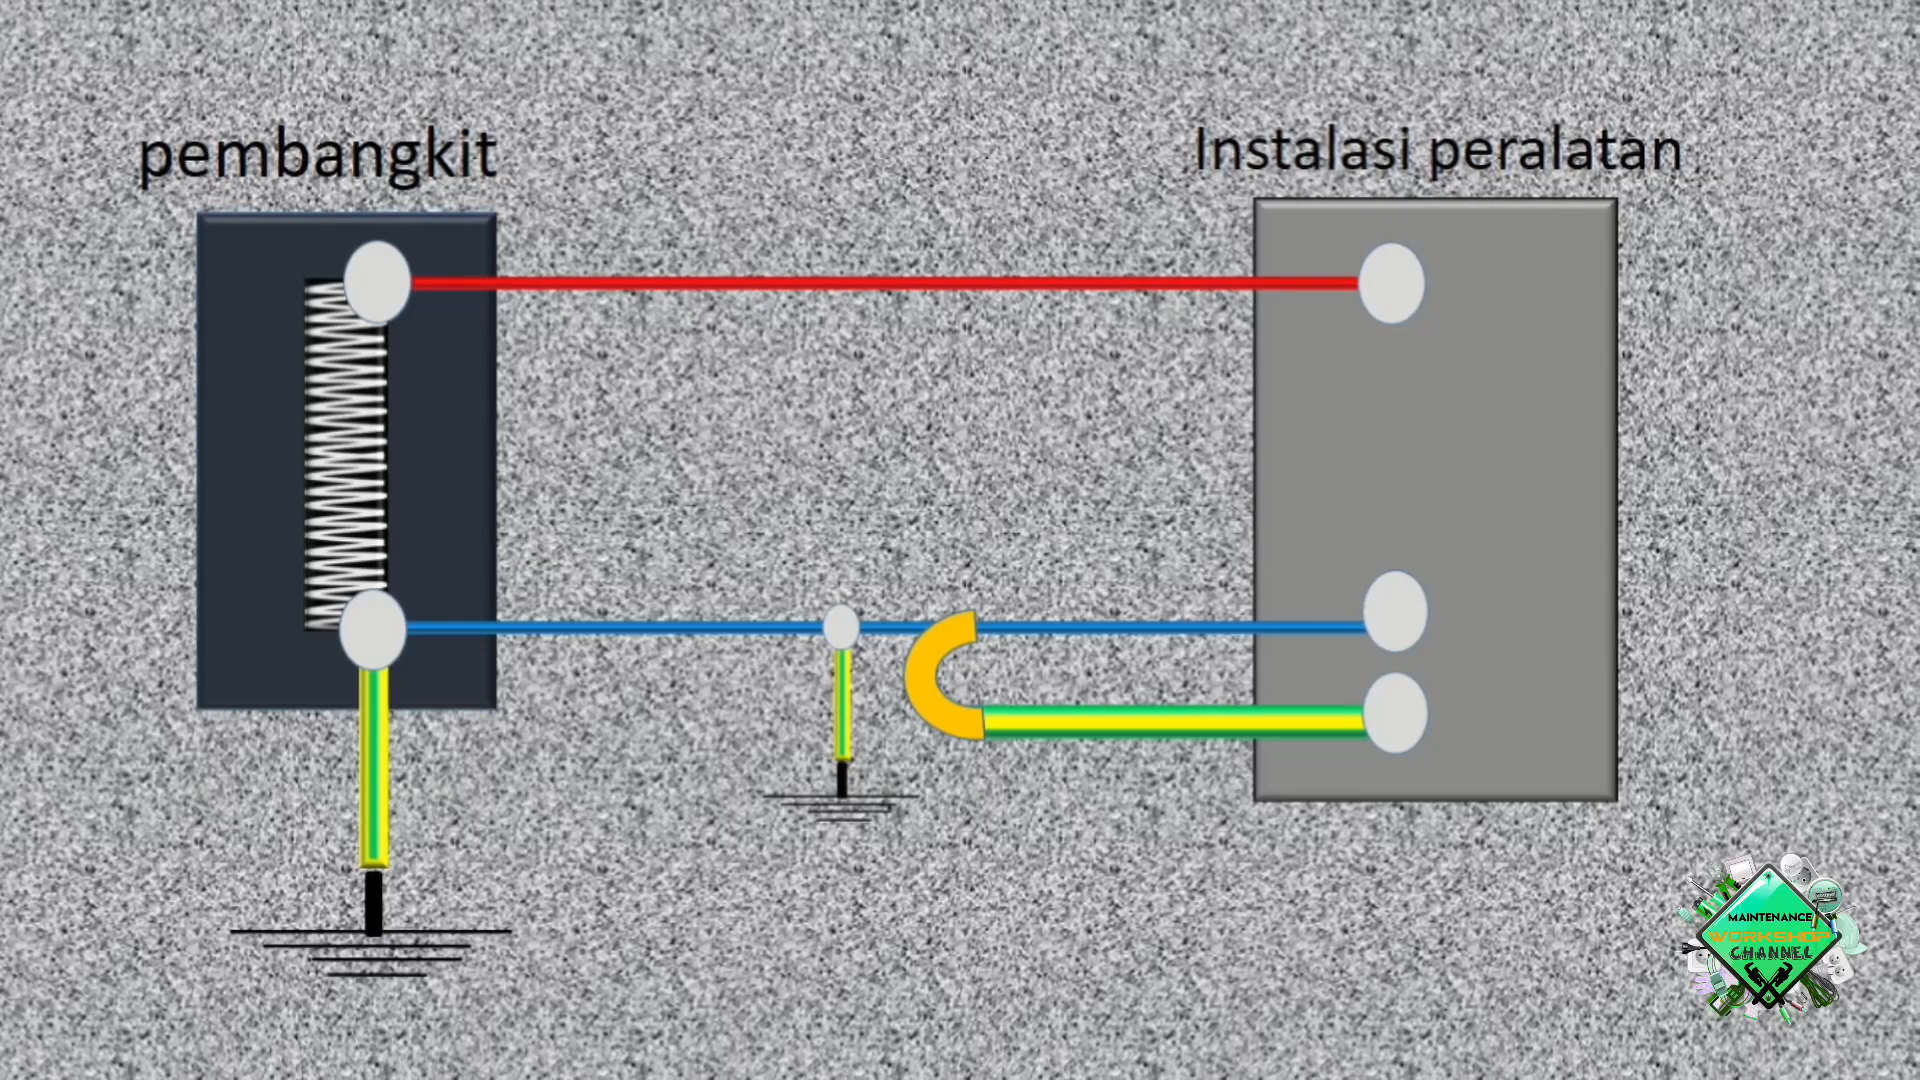 pembangkit
Instalasi peralatan
MAINTENANCE
WORKSHOP
CHANNEL